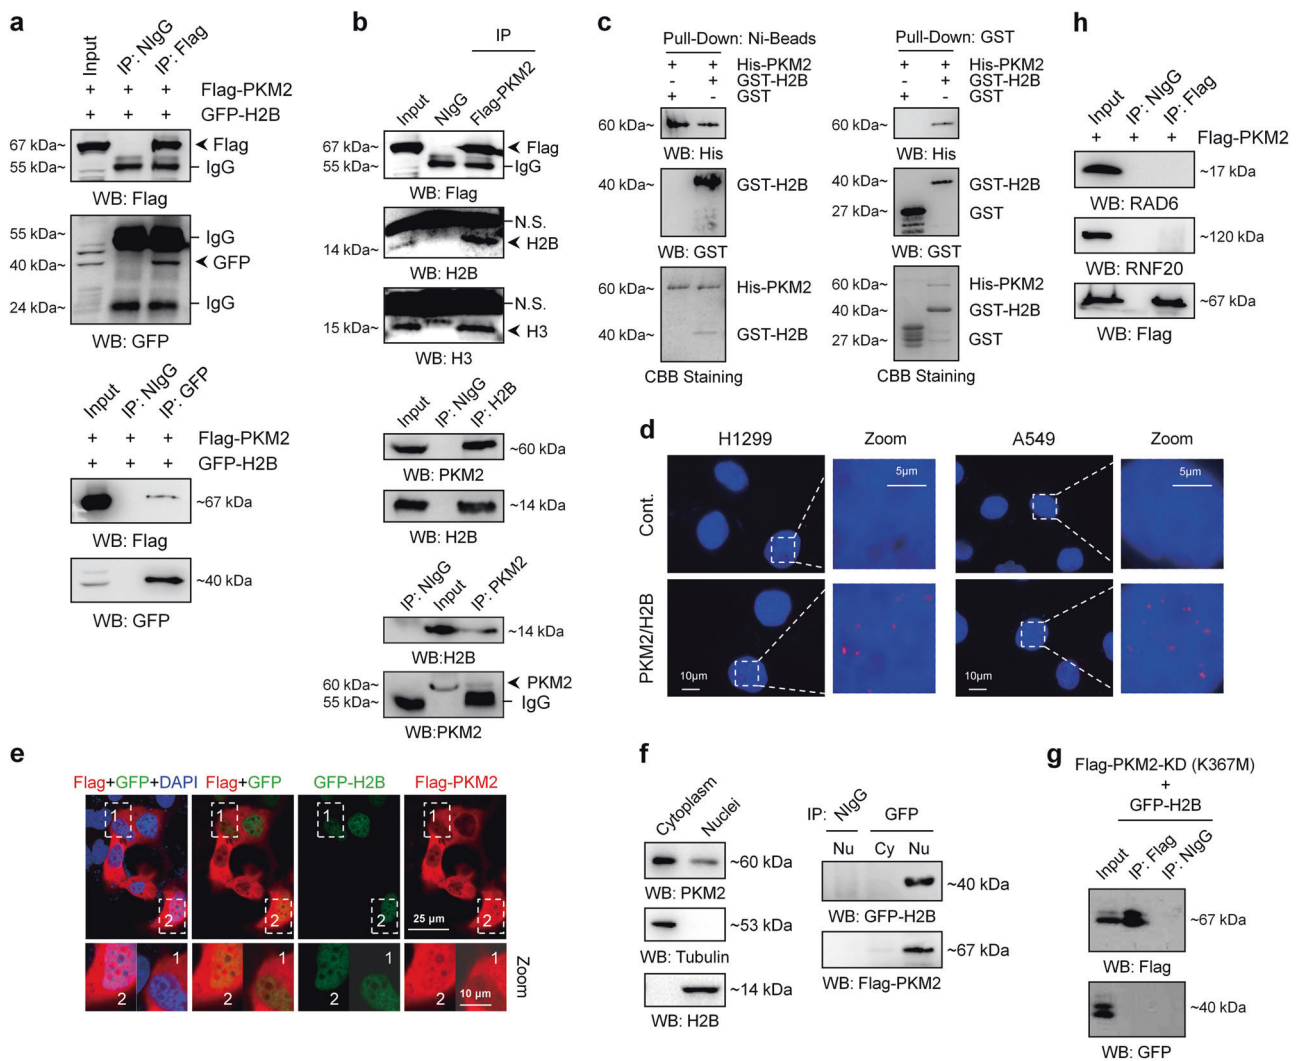 a
Input
IP: NIgG
IP: Flag
+ + + Flag-PKM2
+ + + GFP-H2B
67 kDa~ Flag
55 kDa~ IgG
WB: Flag
55 kDa~ IgG
40 kDa~ GFP
24 kDa~ IgG
WB: GFP
Input
IP: NIgG
IP: GFP
+ + + Flag-PKM2
+ + + GFP-H2B
~67 kDa
WB: Flag
~40 kDa
WB: GFP
b
IP
Input
NIgG
Flag-PKM2
67 kDa~ Flag
55 kDa~ IgG
WB: Flag
N.S.
14 kDa~ H2B
WB: H2B
N.S.
15 kDa~ H3
WB: H3
Input
IP: NIgG
IP: H2B
~60 kDa
WB: PKM2
~14 kDa
WB: H2B
IP: NIgG
Input
IP: PKM2
~14 kDa
WB:H2B
60 kDa~ PKM2
55 kDa~ IgG
WB:PKM2
c
Pull-Down: Ni-Beads
+ + His-PKM2
- + GST-H2B
+ - GST
60 kDa~
WB: His
40 kDa~ GST-H2B
WB: GST
60 kDa~ His-PKM2
40 kDa~ GST-H2B
CBB Staining
Pull-Down: GST
+ + His-PKM2
- + GST-H2B
+ - GST
60 kDa~
WB: His
40 kDa~ GST-H2B
27 kDa~ GST
WB: GST
60 kDa~ His-PKM2
40 kDa~ GST-H2B
27 kDa~ GST
CBB Staining
h
Input
IP: NIgG
IP: Flag
+ + + Flag-PKM2
~17 kDa
WB: RAD6
~120 kDa
WB: RNF20
~67 kDa
WB: Flag
d
H1299 Zoom A549 Zoom
Cont.
5μm 5μm
PKM2/H2B
10μm 10μm
e
Flag+GFP+DAPI Flag+GFP GFP-H2B Flag-PKM2
1 1 1 1
2 2 2 25 μm 2
1 1 1 1
2 2 2 2 10 μm
Zoom
f
Cytoplasm
Nuclei
~60 kDa
WB: PKM2
~53 kDa
WB: Tubulin
~14 kDa
WB: H2B
IP: NIgG GFP
Nu Cy Nu
~40 kDa
WB: GFP-H2B
~67 kDa
WB: Flag-PKM2
g
Flag-PKM2-KD (K367M)
+
GFP-H2B
Input
IP: Flag
IP: NIgG
~67 kDa
WB: Flag
~40 kDa
WB: GFP